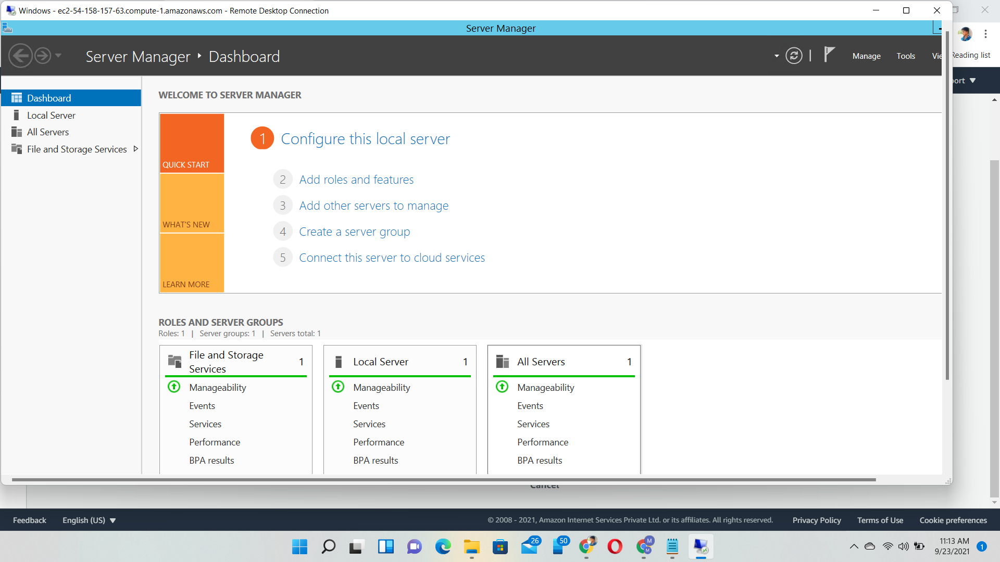 Windows - ec2-54-158-157-63.compute-1.amazonaws.com - Remote Desktop Connection
Server Manager
Server Manager Dashboard
Manage Tools
Reading list
Dashboard
Local Server
All Servers
File and Storage Services
WELCOME TO SERVER MANAGER
QUICK START
WHAT'S NEW
LEARN MORE
1 Configure this local server
2 Add roles and features
3 Add other servers to manage
4 Create a server group
5 Connect this server to cloud services
ROLES AND SERVER GROUPS
Roles: 1 | Server groups: 1 | Servers total: 1
File and Storage Services 1
Manageability
Events
Services
Performance
BPA results
Local Server 1
Manageability
Events
Services
Performance
BPA results
All Servers 1
Manageability
Events
Services
Performance
BPA results
Cancel
Feedback English (US) © 2008 - 2021, Amazon Internet Services Private Ltd. or its affiliates. All rights reserved. Privacy Policy Terms of Use Cookie preferences
26 50 M M
11:13 AM
9/23/2021
1